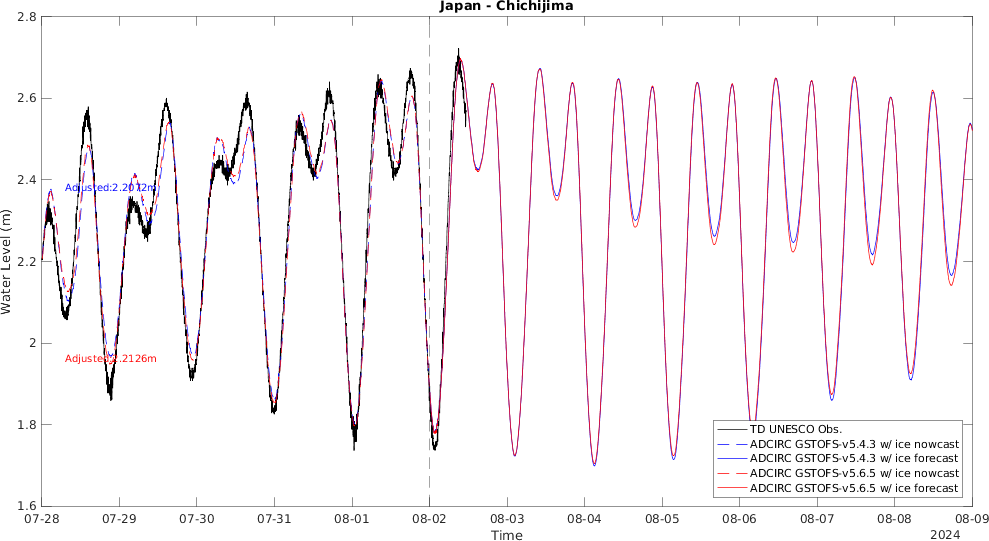 Japan - Chichijima
Water Level (m)
2.8
2.6
2.4
2.2
2
1.8
1.6
Adjusted:2.2072m
Adjusted:2.2126m
TD UNESCO Obs.
ADCIRC GSTOFS-v5.4.3 w/ ice nowcast
ADCIRC GSTOFS-v5.4.3 w/ ice forecast
ADCIRC GSTOFS-v5.6.5 w/ ice nowcast
ADCIRC GSTOFS-v5.6.5 w/ ice forecast
07-28 07-29 07-30 07-31 08-01 08-02 08-03 08-04 08-05 08-06 08-07 08-08 08-09
Time
2024